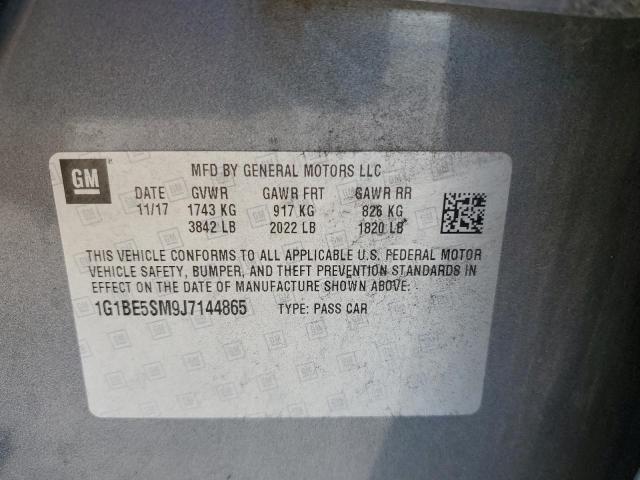 GM
MFD BY GENERAL MOTORS LLC
DATE GVWR GAWR FRT GAWR RR
11/17 1743 KG 917 KG 826 KG
3842 LB 2022 LB 1820 LB
THIS VEHICLE CONFORMS TO ALL APPLICABLE U.S. FEDERAL MOTOR
VEHICLE SAFETY, BUMPER, AND THEFT PREVENTION STANDARDS IN
EFFECT ON THE DATE OF MANUFACTURE SHOWN ABOVE.
1G1BE5SM9J7144865 TYPE: PASS CAR